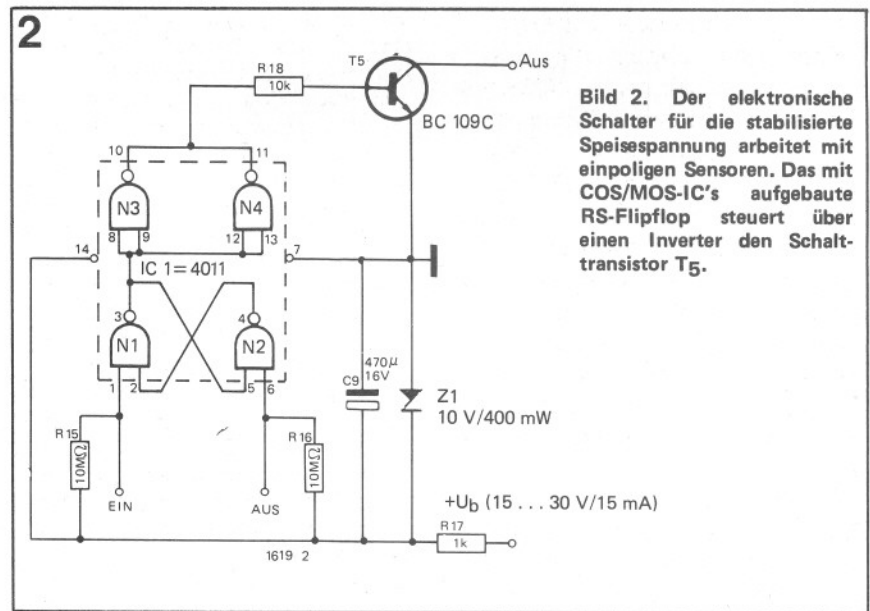 2
T5
Aus
R18
10k
BC 109C
Bild 2. Der elektronische
Schalter für die stabilisierte
Speisespannung arbeitet mit
einpoligen Sensoren. Das mit
COS/MOS-IC's aufgebaute
RS-Flipflop steuert über
einen Inverter den Schalt-
transistor T5.
10
11
N3
N4
8
9
12
13
14
7
IC 1 = 4011
3
4
N1
N2
1
2
5
6
470µ
16V
C9
Z1
10 V/400 mW
R15
10MΩ
R16
10MΩ
EIN
AUS
+Ub (15 ... 30 V/15 mA)
R17
1k
1619 2